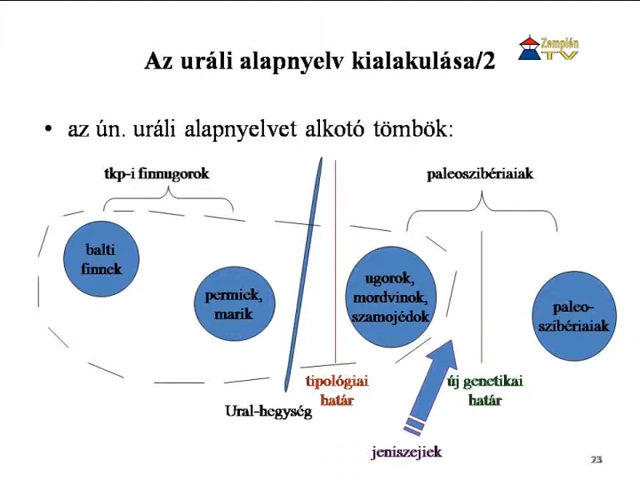 Az uráli alapnyelv kialakulása/2
Zemplén
TV
• az ún. uráli alapnyelvet alkotó tömbök:
tkp-i finnugorok
paleoszibériaiak
balti
finnek
permiek,
marik
ugorok,
mordvinok,
szamojédok
paleo-
szibériaiak
tipológiai
határ
új genetikai
határ
Ural-hegység
jeniszejiek
23